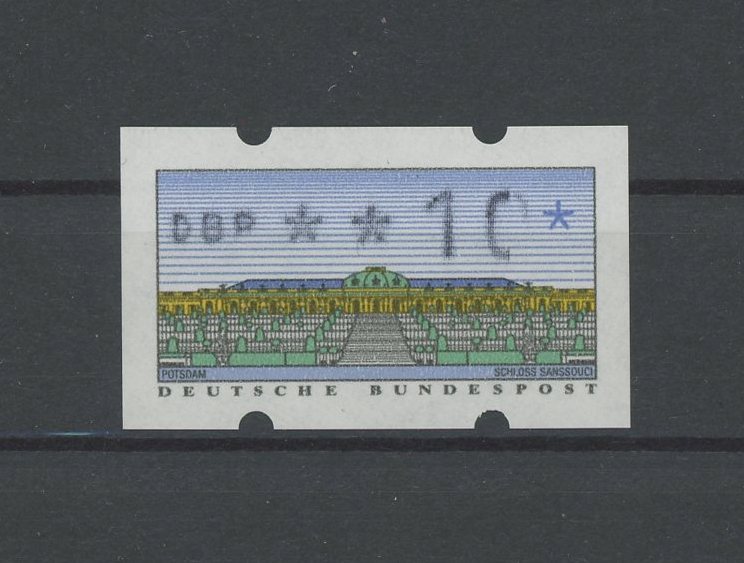 DBP ** 10 *
POTSDAM SCHLOSS SANSSOUCI
DEUTSCHE BUNDESPOST